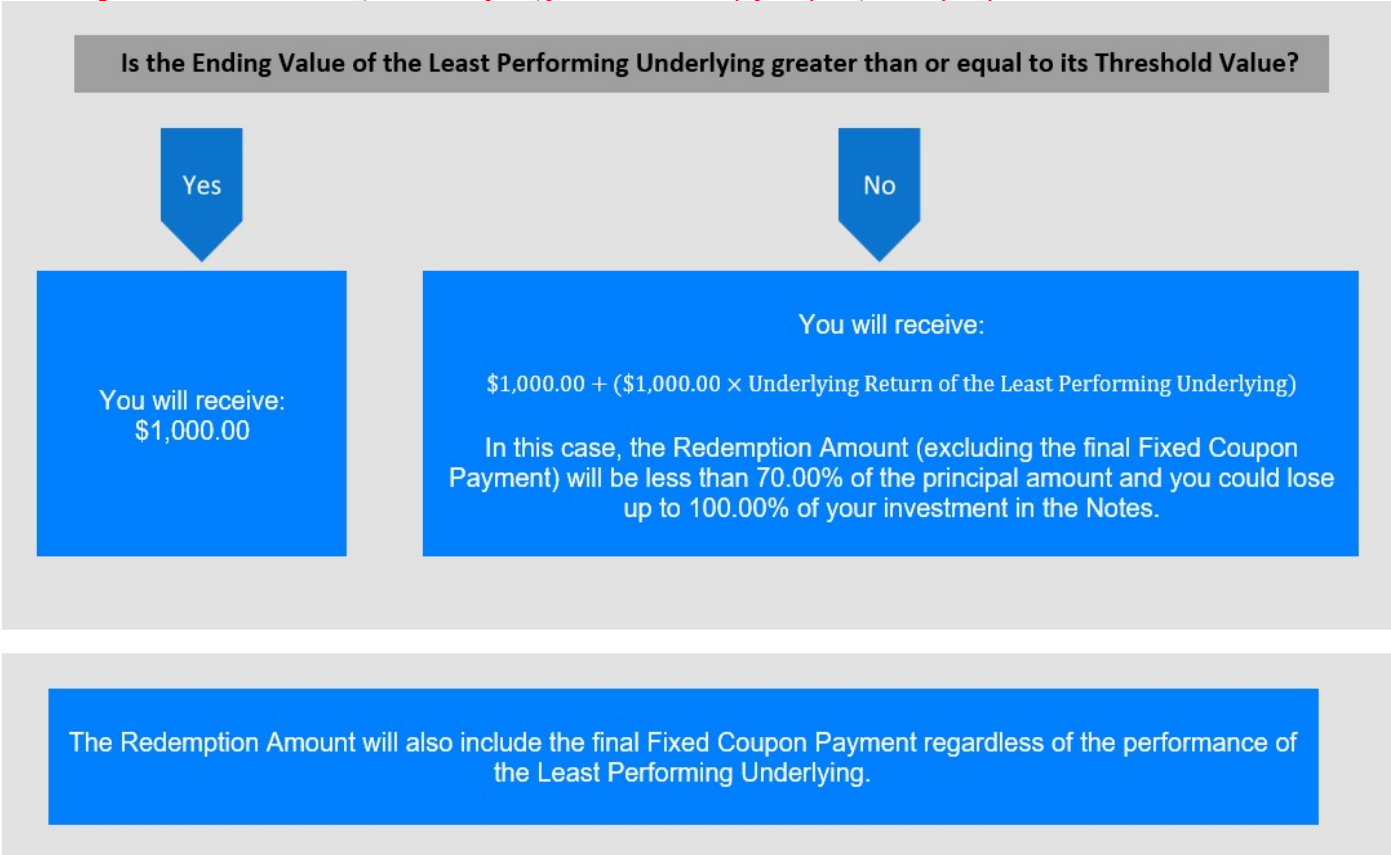 Is the Ending Value of the Least Performing Underlying greater than or equal to its Threshold Value?
Yes
No
You will receive:
$1,000.00
You will receive:
$1,000.00 + ($1,000.00 × Underlying Return of the Least Performing Underlying)
In this case, the Redemption Amount (excluding the final Fixed Coupon
Payment) will be less than 70.00% of the principal amount and you could lose
up to 100.00% of your investment in the Notes.
The Redemption Amount will also include the final Fixed Coupon Payment regardless of the performance of
the Least Performing Underlying.